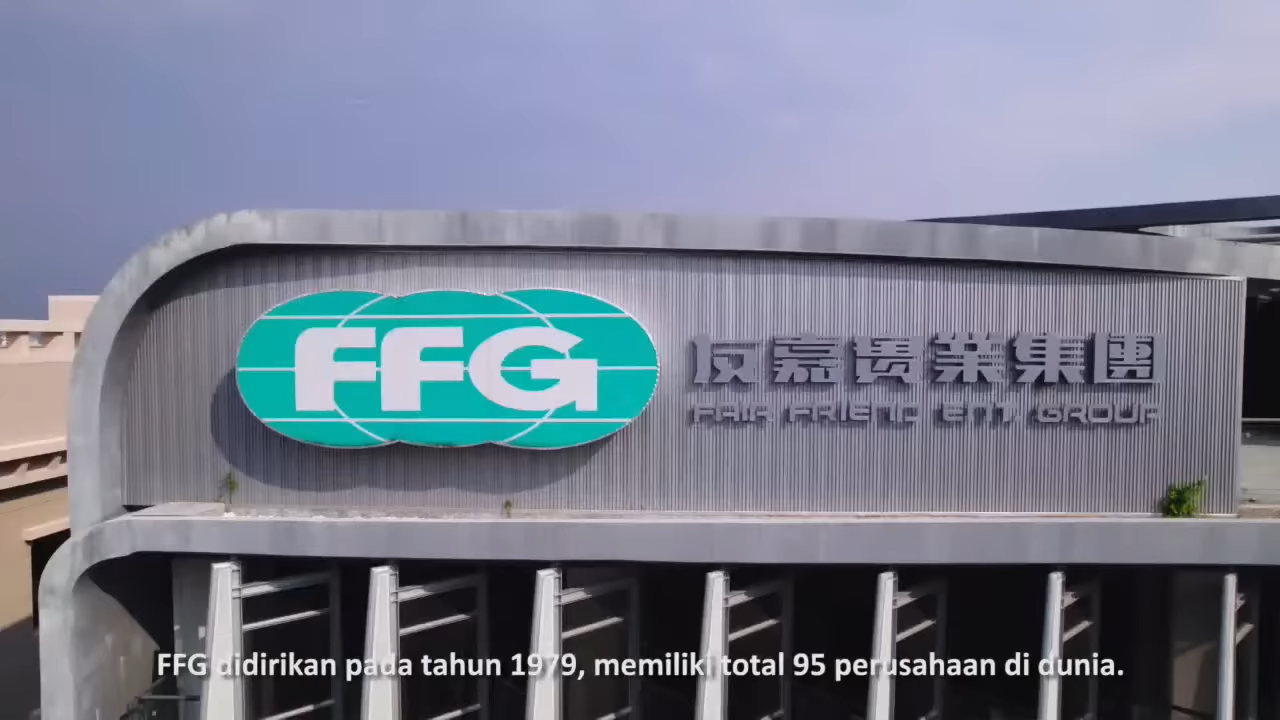 FFG
友嘉實業集團
FAIR FRIEND ENT. GROUP
FFG didirikan pada tahun 1979, memiliki total 95 perusahaan di dunia.